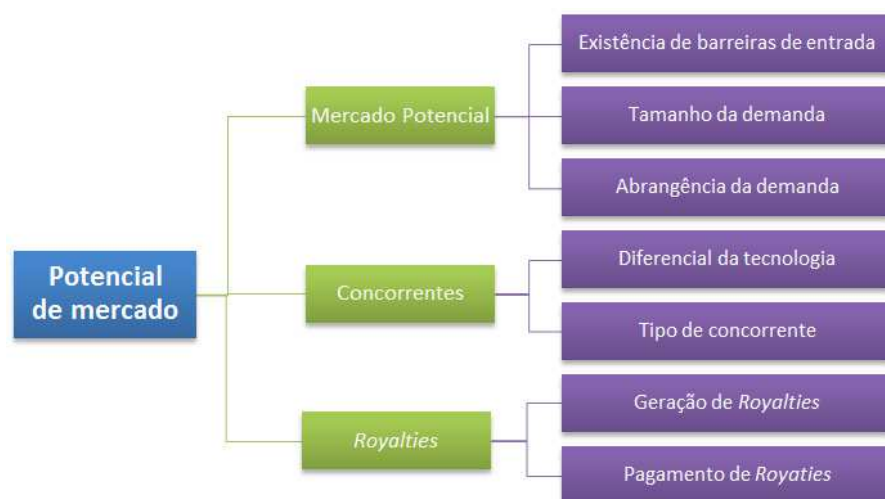 Existência de barreiras de entrada
Mercado Potencial
Tamanho da demanda
Abrangência da demanda
Potencial
de mercado
Concorrentes
Diferencial da tecnologia
Tipo de concorrente
Royalties
Geração de Royalties
Pagamento de Royaties